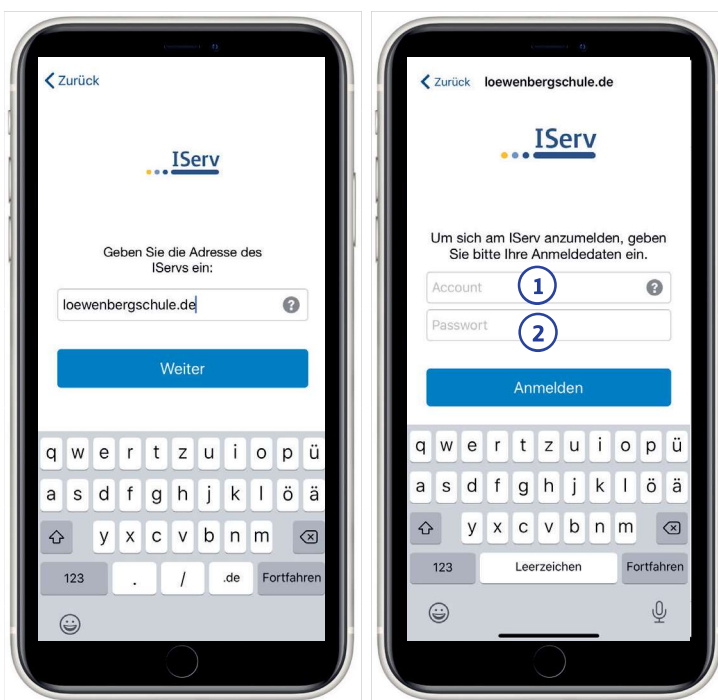 Zurück
IServ
Geben Sie die Adresse des
IServs ein:
loewenbergschule.de
?
Weiter
q w e r t z u i o p ü
a s d f g h j k l ö ä
y x c v b n m
123 . / .de Fortfahren
Zurück loewenbergschule.de
IServ
Um sich am IServ anzumelden, geben
Sie bitte Ihre Anmeldedaten ein.
Account 1 ?
Passwort 2
Anmelden
q w e r t z u i o p ü
a s d f g h j k l ö ä
y x c v b n m
123 Leerzeichen Fortfahren